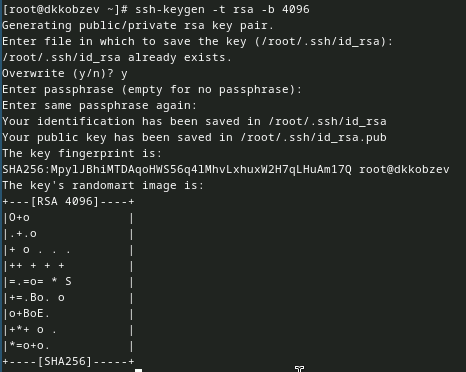 [root@dkkobzev ~]# ssh-keygen -t rsa -b 4096
Generating public/private rsa key pair.
Enter file in which to save the key (/root/.ssh/id_rsa):
/root/.ssh/id_rsa already exists.
Overwrite (y/n)? y
Enter passphrase (empty for no passphrase):
Enter same passphrase again:
Your identification has been saved in /root/.ssh/id_rsa
Your public key has been saved in /root/.ssh/id_rsa.pub
The key fingerprint is:
SHA256:MpylJBhiMTDAqoHWS56q4lMhvLxhuxW2H7qLHuAm17Q root@dkkobzev
The key's randomart image is:
+---[RSA 4096]----+
|O+o              |
|.+.o             |
|+ o . . .        |
|++ + + +         |
|=.=o= * S        |
|+=.Bo. o         |
|o+BoE.           |
|+*+ o .          |
|*=o+o.           |
+----[SHA256]-----+